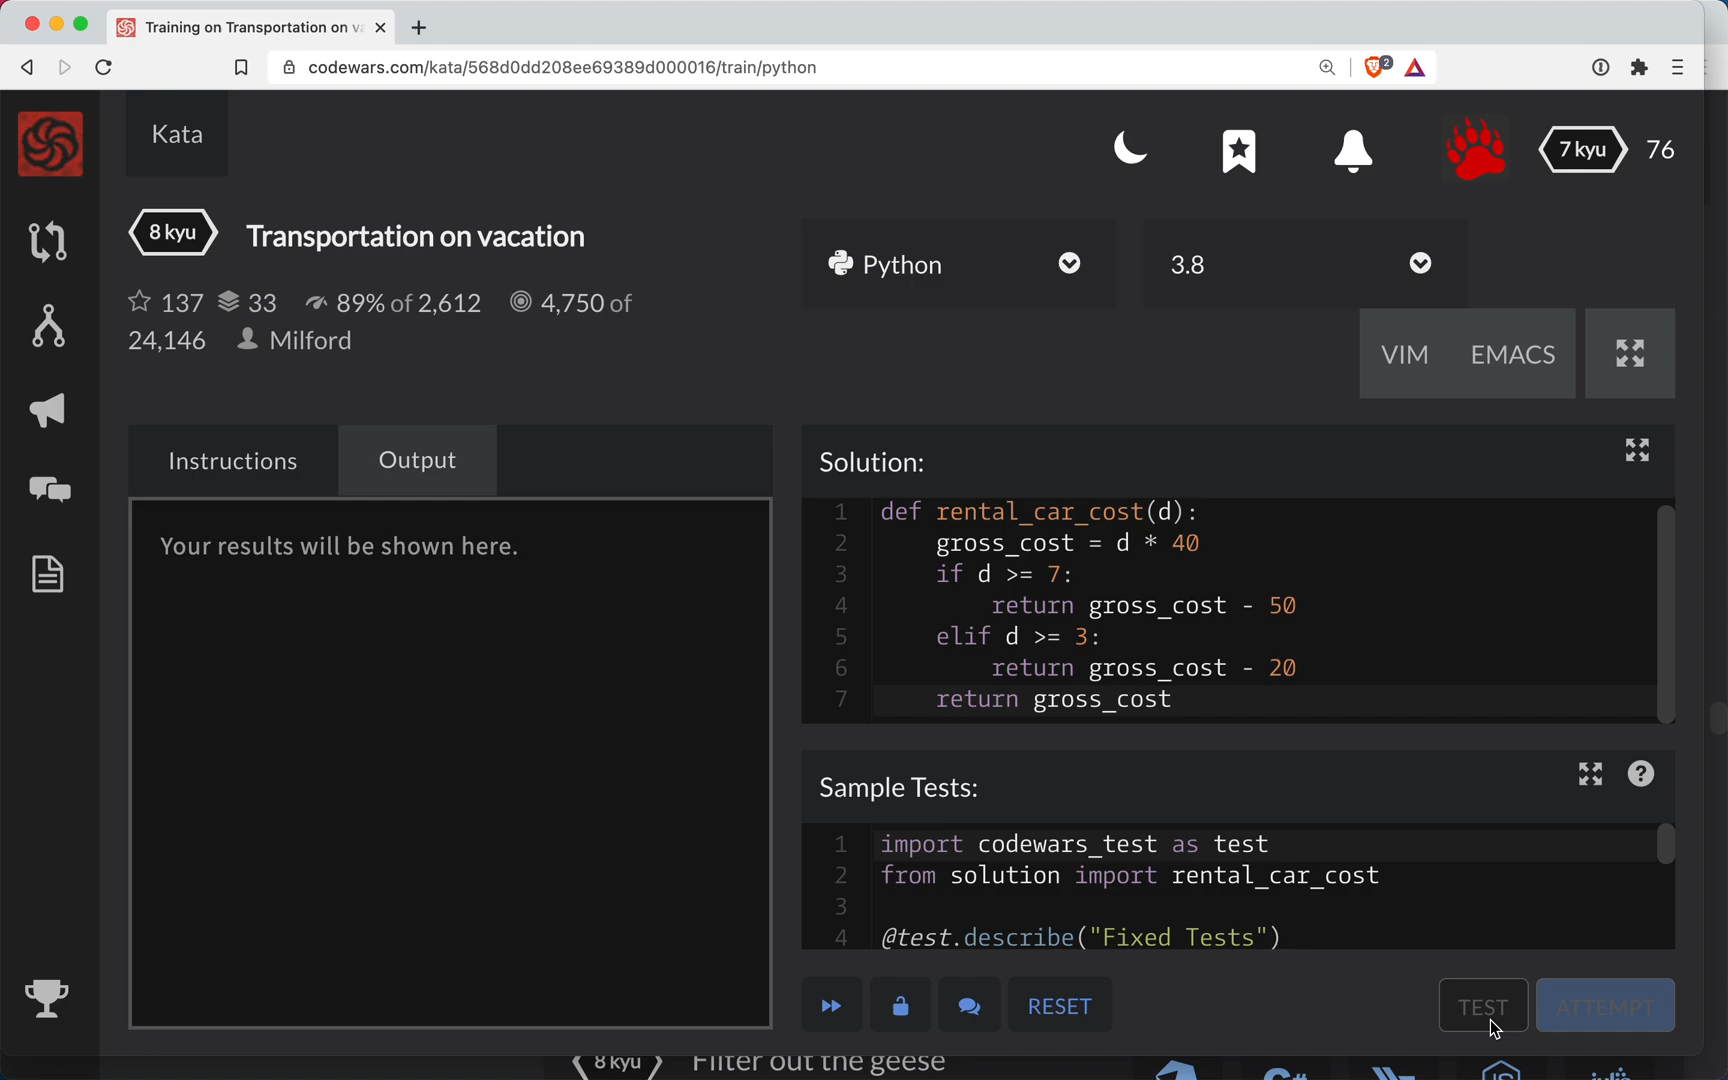 Training on Transportation on va
codewars.com/kata/568d0dd208ee69389d000016/train/python
2
Kata
7 kyu 76
8 kyu Transportation on vacation
137 33 89% of 2,612 4,750 of
24,146 Milford
Python
3.8
VIM EMACS
Instructions Output
Your results will be shown here.
Solution:
1 def rental_car_cost(d):
2 gross_cost = d * 40
3 if d >= 7:
4 return gross_cost - 50
5 elif d >= 3:
6 return gross_cost - 20
7 return gross_cost
Sample Tests:
1 import codewars_test as test
2 from solution import rental_car_cost
3
4 @test.describe("Fixed Tests")
RESET
TEST ATTEMPT
8 kyu Filter out the geese